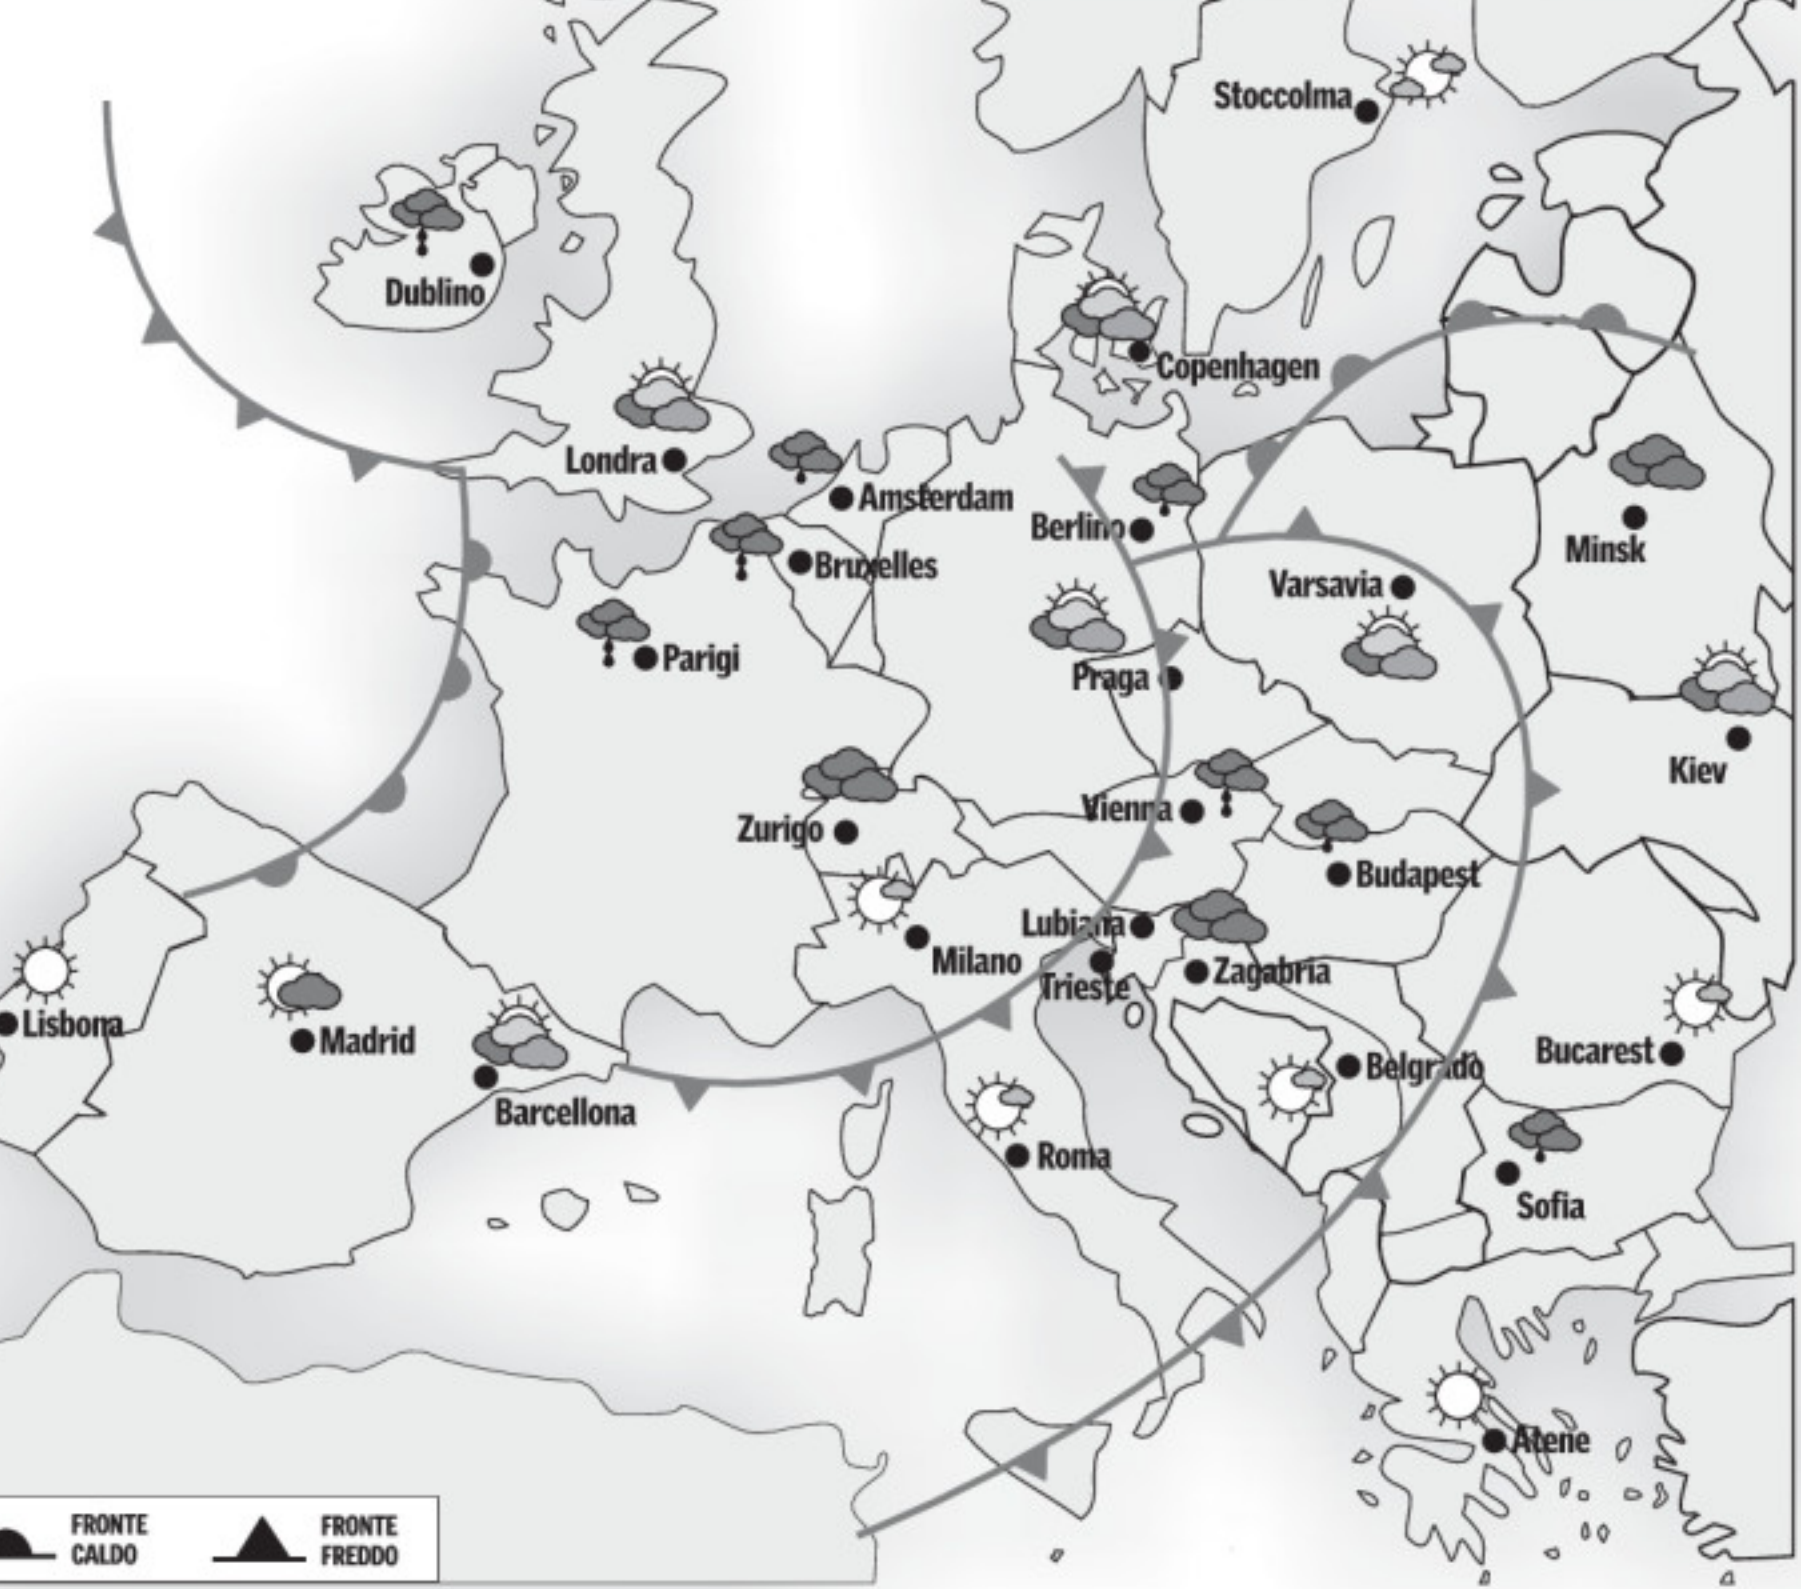 Stoccolma
Dublino
Copenhagen
Londra
Amsterdam
Berlino
Minsk
Bruxelles
Varsavia
Parigi
Praga
Kiev
Vienna
Zurigo
Budapest
Lubiana
Milano
Trieste
Zagabria
Lisbona
Madrid
Bucarest
Belgrado
Barcellona
Roma
Sofia
Atene
FRONTE
CALDO
FRONTE
FREDDO